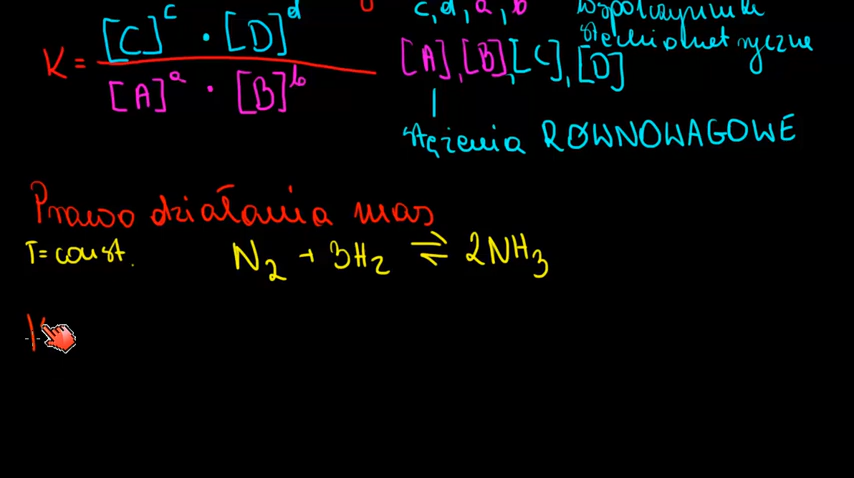 c, d, a, b współczynniki
stechiometryczne
K = [C]ᶜ · [D]ᵈ / [A]ᵃ · [B]ᵇ
[A], [B], [C], [D]
stężenia RÓWNOWAGOWE
Prawo działania mas
T = const.
N₂ + 3H₂ ⇌ 2NH₃
K